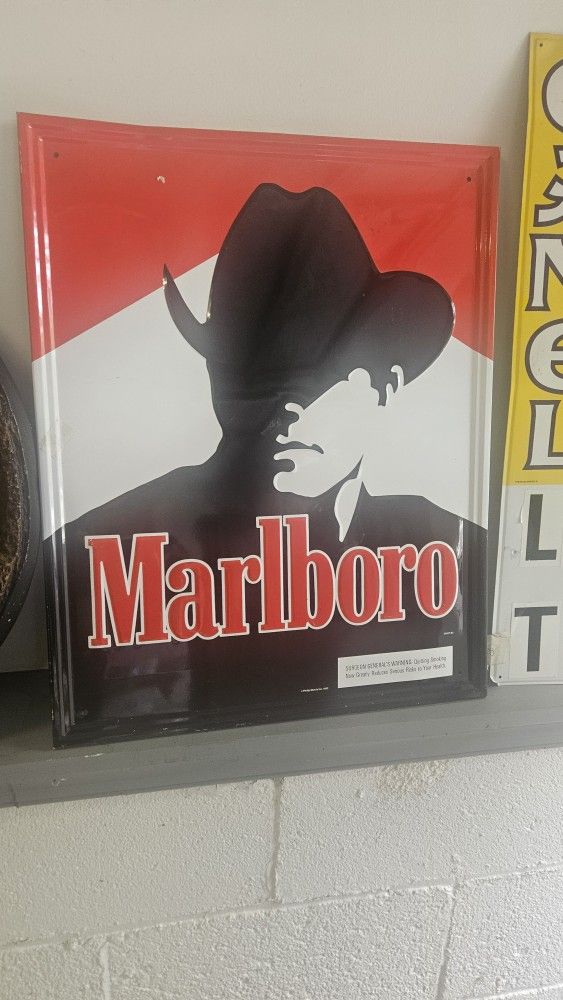 Marlboro
SURGEON GENERAL'S WARNING: Quitting Smoking
Now Greatly Reduces Serious Risks to Your Health.
N
e
L
L
T